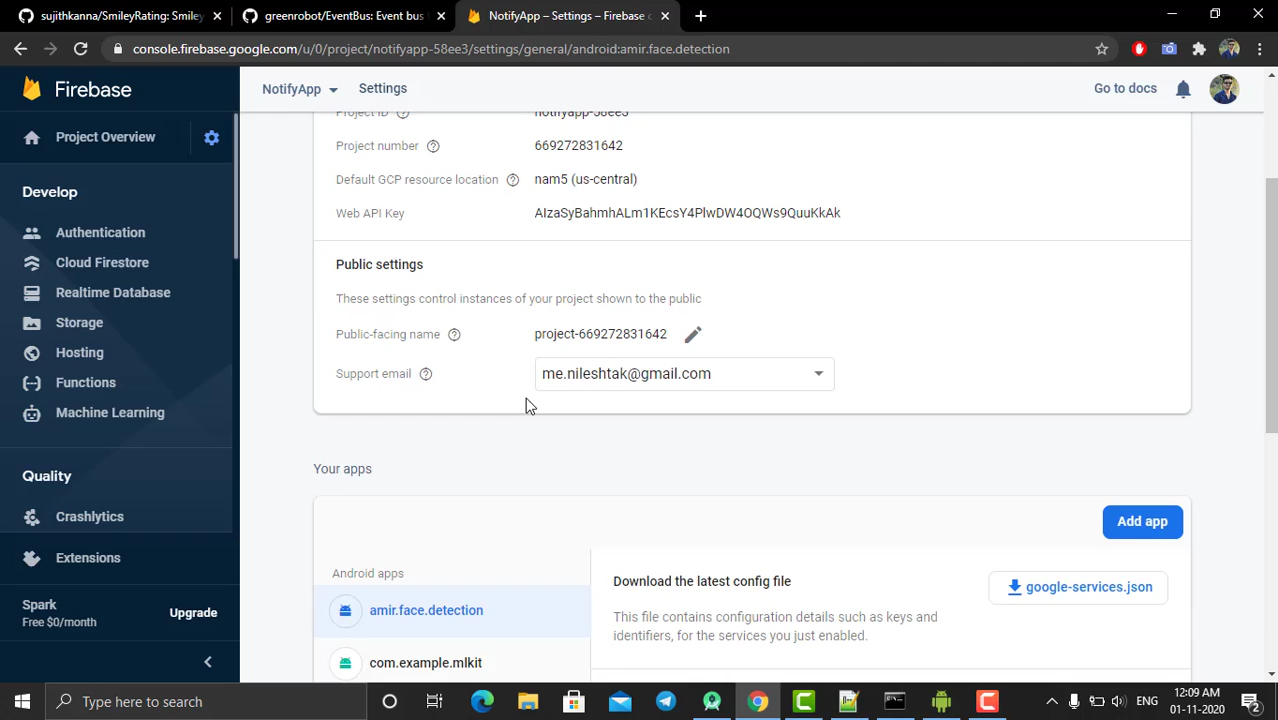 sujithkanna/SmileyRating: Smiley
greenrobot/EventBus: Event bus
NotifyApp – Settings – Firebase c
console.firebase.google.com/u/0/project/notifyapp-58ee3/settings/general/android:amir.face.detection
Firebase
NotifyApp
Settings
Go to docs
Project Overview
Project ID
notifyapp-58ee3
Project number
669272831642
Default GCP resource location
nam5 (us-central)
Web API Key
AIzaSyBahmhALm1KEcsY4PlwDW4OQWs9QuuKkAk
Develop
Authentication
Cloud Firestore
Realtime Database
Storage
Hosting
Functions
Machine Learning
Quality
Crashlytics
Extensions
Spark
Free $0/month
Upgrade
Public settings
These settings control instances of your project shown to the public
Public-facing name
project-669272831642
Support email
me.nileshtak@gmail.com
Your apps
Add app
Android apps
amir.face.detection
com.example.mlkit
Download the latest config file
google-services.json
This file contains configuration details such as keys and
identifiers, for the services you just enabled.
Type here to search
ENG
12:09 AM
01-11-2020
2